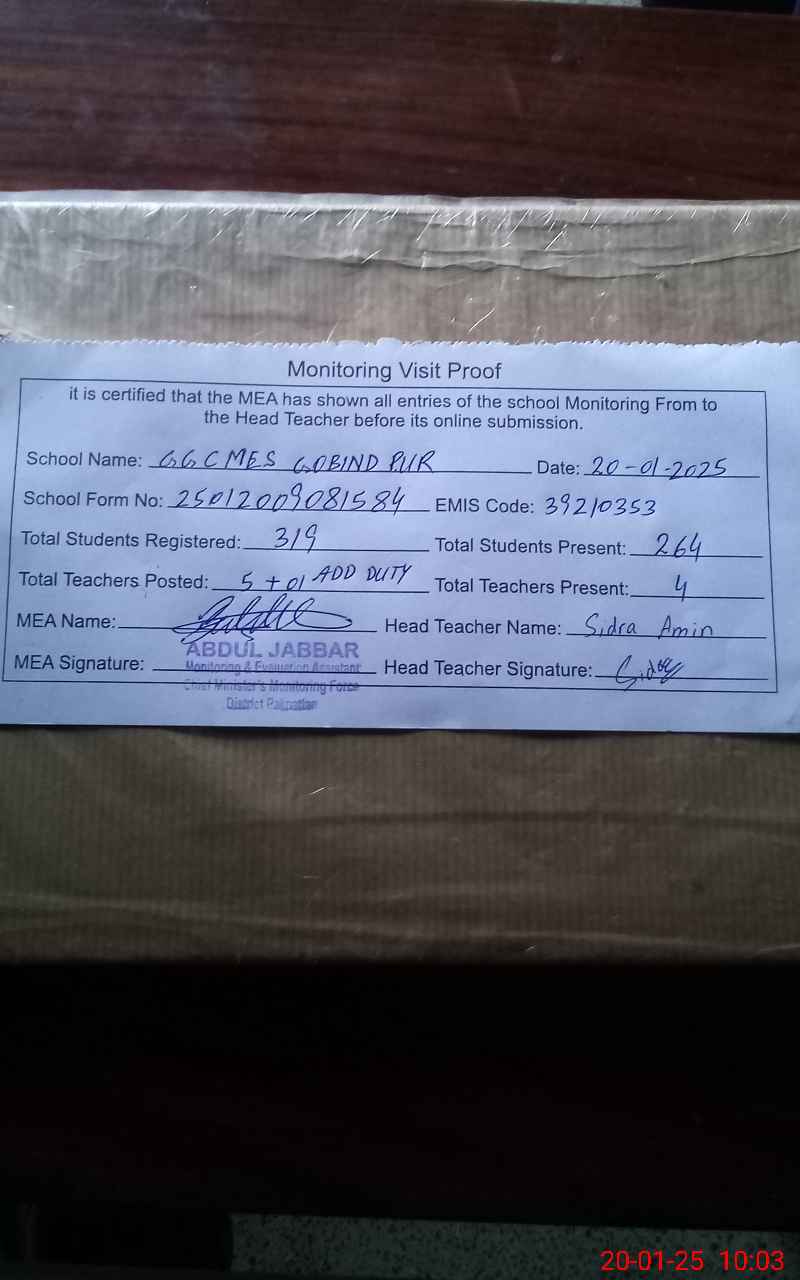 Monitoring Visit Proof
it is certified that the MEA has shown all entries of the school Monitoring From to
the Head Teacher before its online submission.
School Name: GGCMES GOBIND PUR Date: 20-01-2025
School Form No: 25012009081584 EMIS Code: 39210353
Total Students Registered: 319 Total Students Present: 264
Total Teachers Posted: 5 + 01 ADD DUTY Total Teachers Present: 4
MEA Name: Head Teacher Name: Sidra Amin
ABDUL JABBAR
MEA Signature: Monitoring & Evaluation Assistant Head Teacher Signature: Sidra
Chief Minister's Monitoring Force
District Pakpattan
20-01-25 10:03